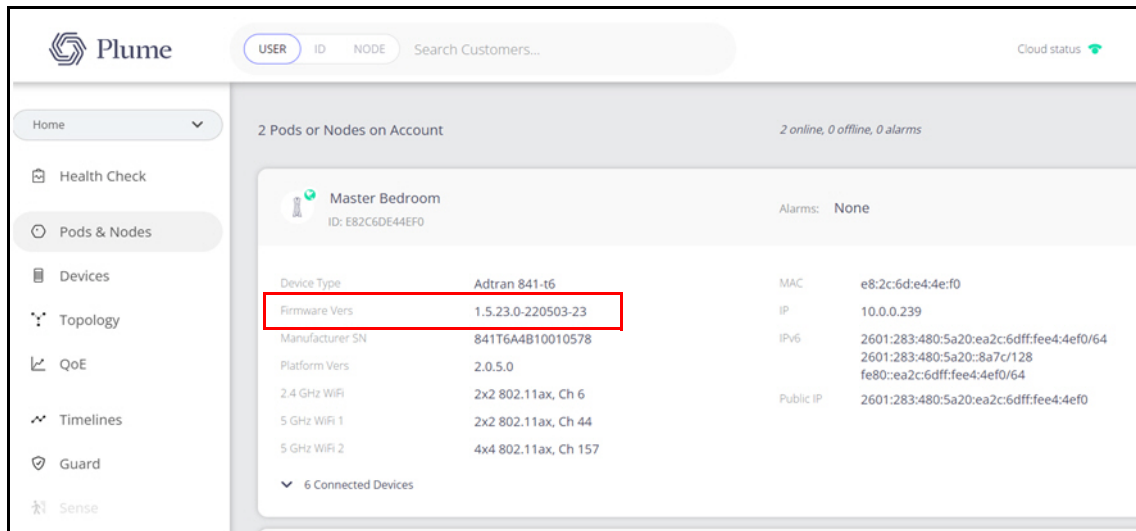 Plume
USER ID NODE Search Customers... Cloud status
Home
Health Check
Pods & Nodes
Devices
Topology
QoE
Timelines
Guard
Sense
2 Pods or Nodes on Account 2 online, 0 offline, 0 alarms
Master Bedroom
ID: E82C6DE44EF0
Alarms: None
Device Type Adtran 841-t6
Firmware Vers 1.5.23.0-220503-23
Manufacturer SN 841T6A4B10010578
Platform Vers 2.0.5.0
2.4 GHz WiFi 2x2 802.11ax, Ch 6
5 GHz WiFi 1 2x2 802.11ax, Ch 44
5 GHz WiFi 2 4x4 802.11ax, Ch 157
6 Connected Devices
MAC e8:2c:6d:e4:4e:f0
IP 10.0.0.239
IPv6 2601:283:480:5a20:ea2c:6dff:fee4:4ef0/64
2601:283:480:5a20::8a7c/128
fe80::ea2c:6dff:fee4:4ef0/64
Public IP 2601:283:480:5a20:ea2c:6dff:fee4:4ef0